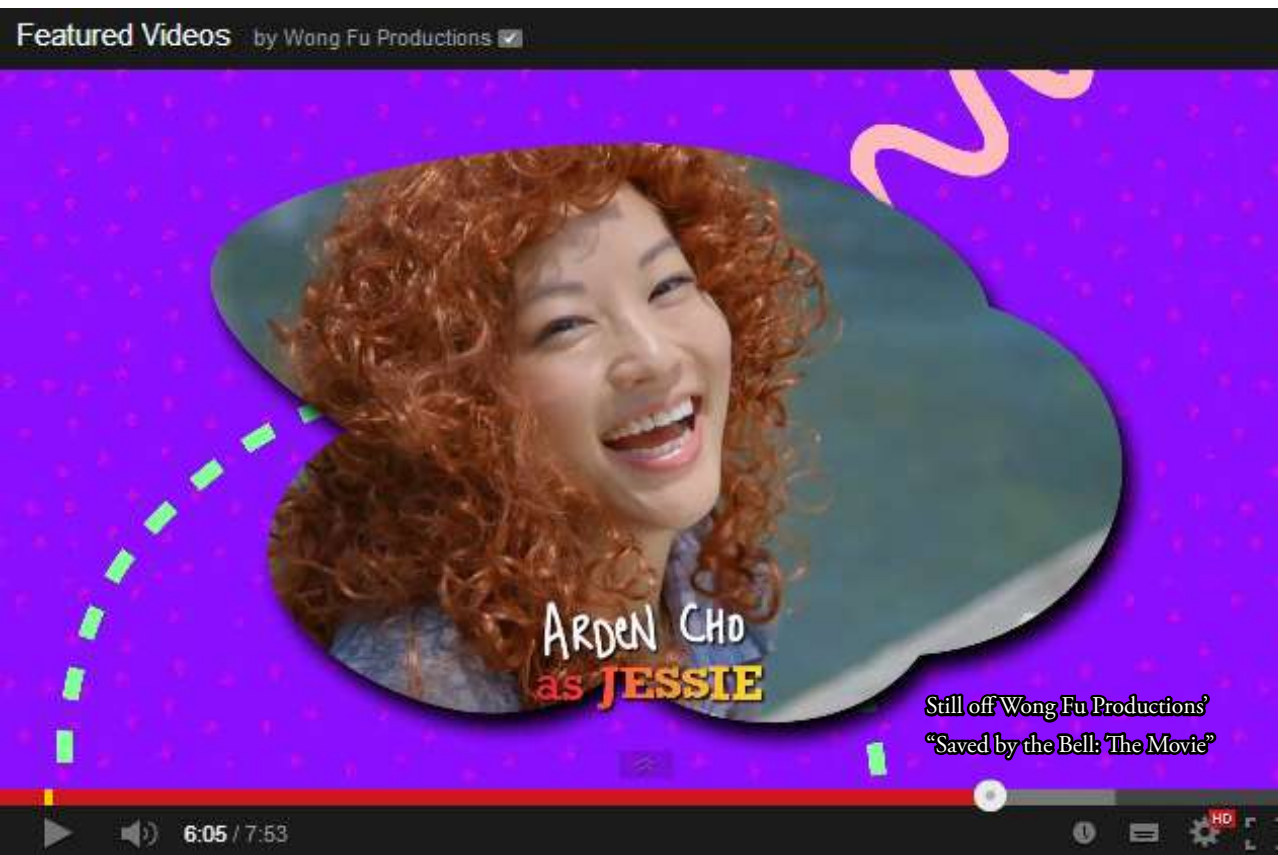 Featured Videos by Wong Fu Productions
ARDEN CHO
as JESSIE
Still off Wong Fu Productions’
“Saved by the Bell: The Movie”
6:05 / 7:53
HD